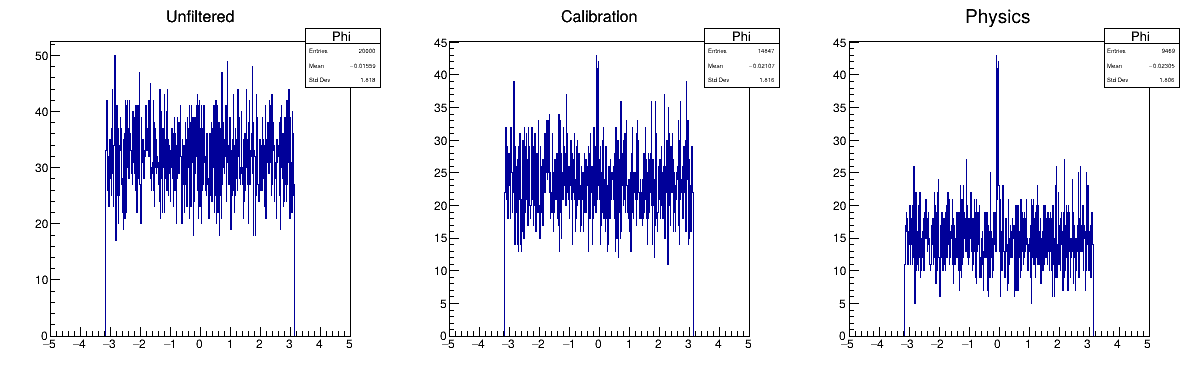 Unfiltered
Phi
Entries 20000
Mean −0.01559
Std Dev 1.818
50
40
30
20
10
0
−5 −4 −3 −2 −1 0 1 2 3 4 5
Calibration
Phi
Entries 14847
Mean −0.02107
Std Dev 1.816
45
40
35
30
25
20
15
10
5
0
−5 −4 −3 −2 −1 0 1 2 3 4 5
Physics
Phi
Entries 9469
Mean −0.02305
Std Dev 1.806
45
40
35
30
25
20
15
10
5
0
−5 −4 −3 −2 −1 0 1 2 3 4 5